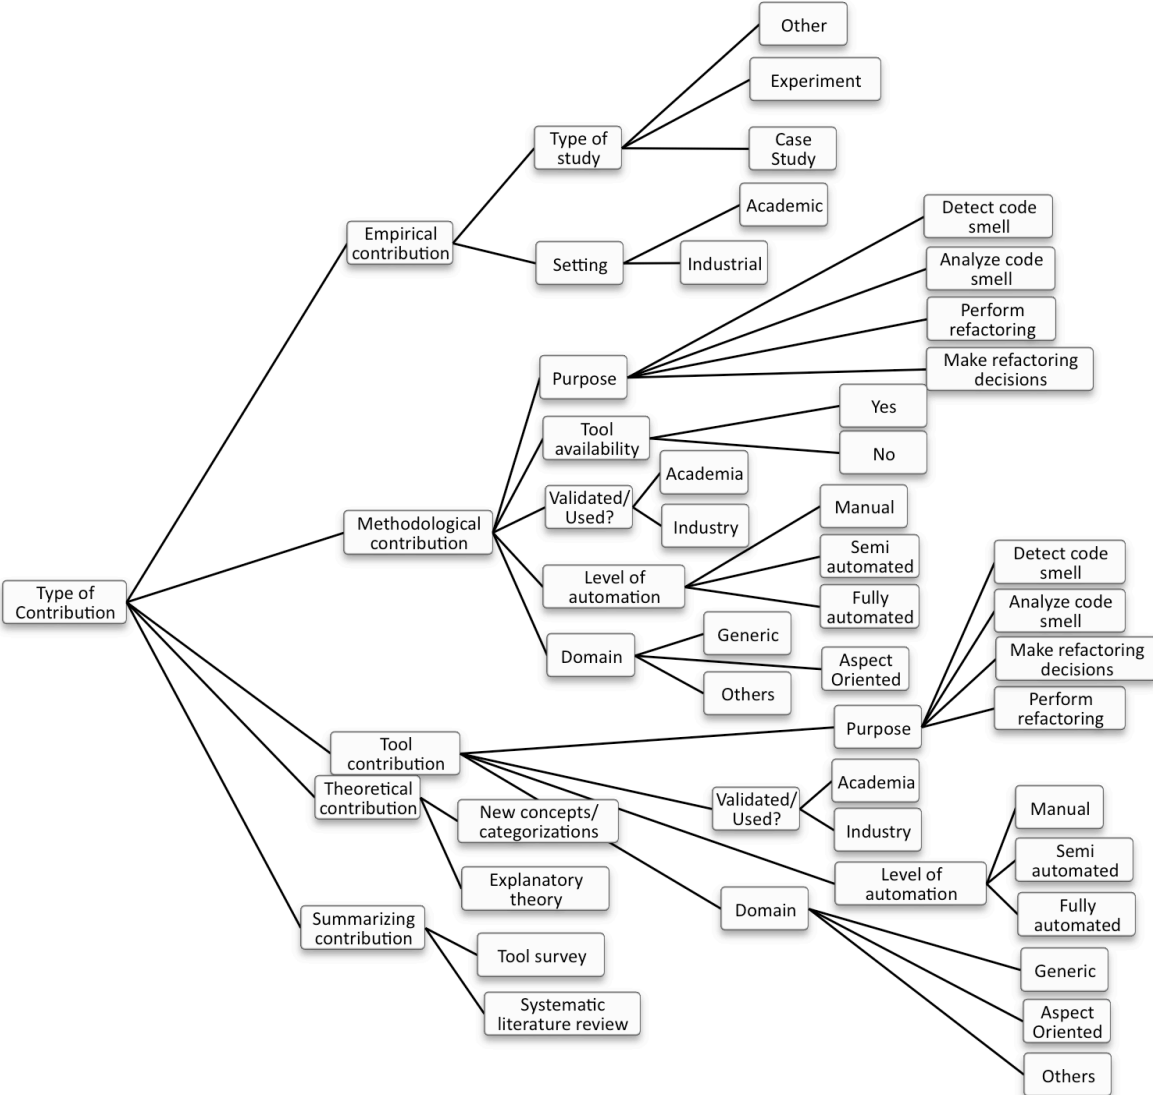 Other
Experiment
Type of
study
Case
Study
Academic
Empirical
contribution
Setting
Industrial
Detect code
smell
Analyze code
smell
Perform
refactoring
Make refactoring
decisions
Purpose
Yes
Tool
availability
No
Academia
Validated/
Used?
Industry
Methodological
contribution
Manual
Semi
automated
Level of
automation
Fully
automated
Generic
Domain
Aspect
Oriented
Others
Type of
Contribution
Detect code
smell
Analyze code
smell
Make refactoring
decisions
Perform
refactoring
Purpose
Tool
contribution
Theoretical
contribution
New concepts/
categorizations
Explanatory
theory
Academia
Validated/
Used?
Industry
Manual
Semi
automated
Level of
automation
Fully
automated
Domain
Generic
Aspect
Oriented
Others
Summarizing
contribution
Tool survey
Systematic
literature review